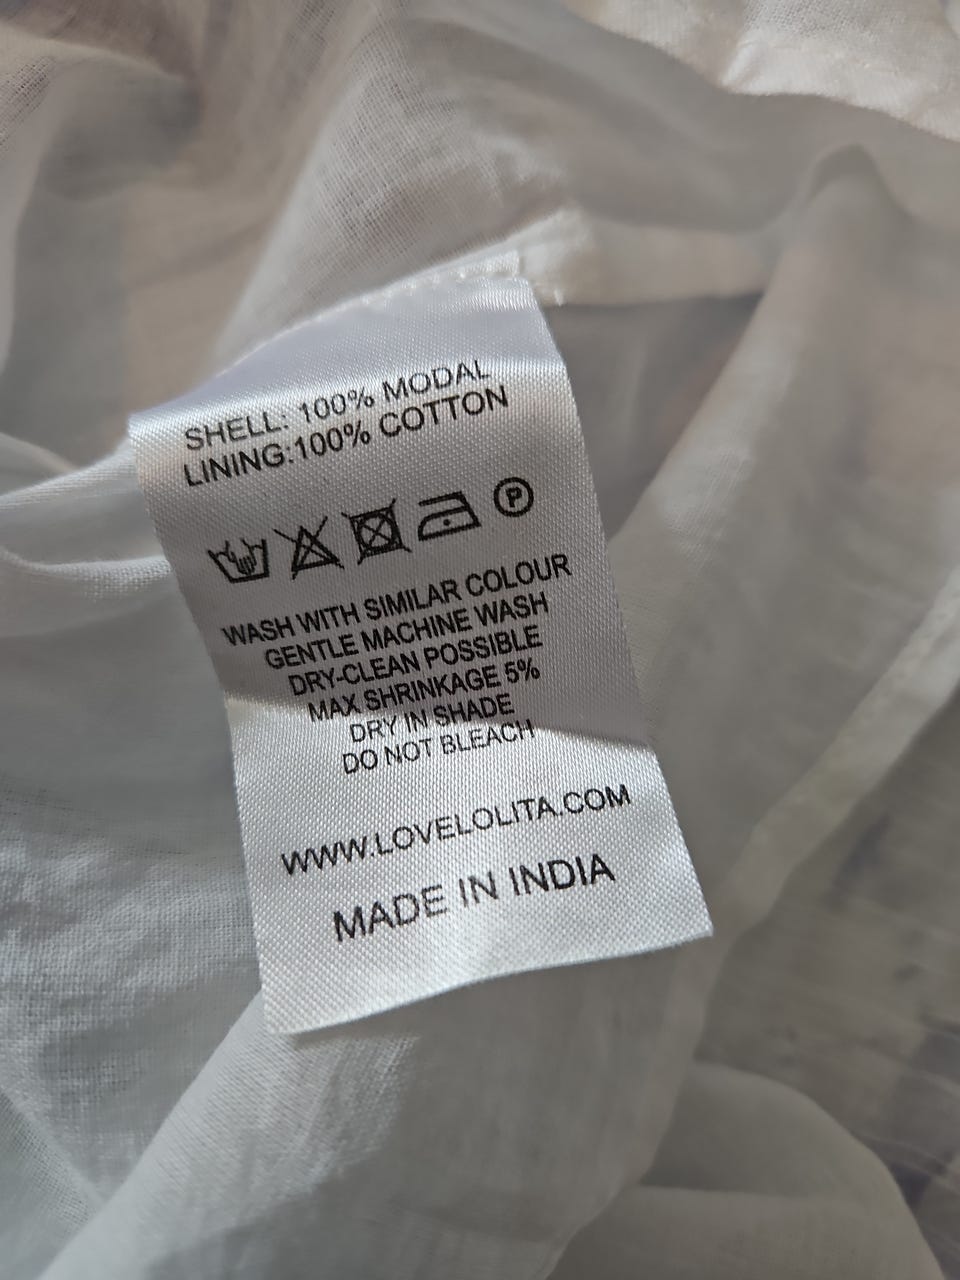 SHELL: 100% MODAL
LINING:100% COTTON
P
WASH WITH SIMILAR COLOUR
GENTLE MACHINE WASH
DRY-CLEAN POSSIBLE
MAX SHRINKAGE 5%
DRY IN SHADE
DO NOT BLEACH
WWW.LOVELOLITA.COM
MADE IN INDIA